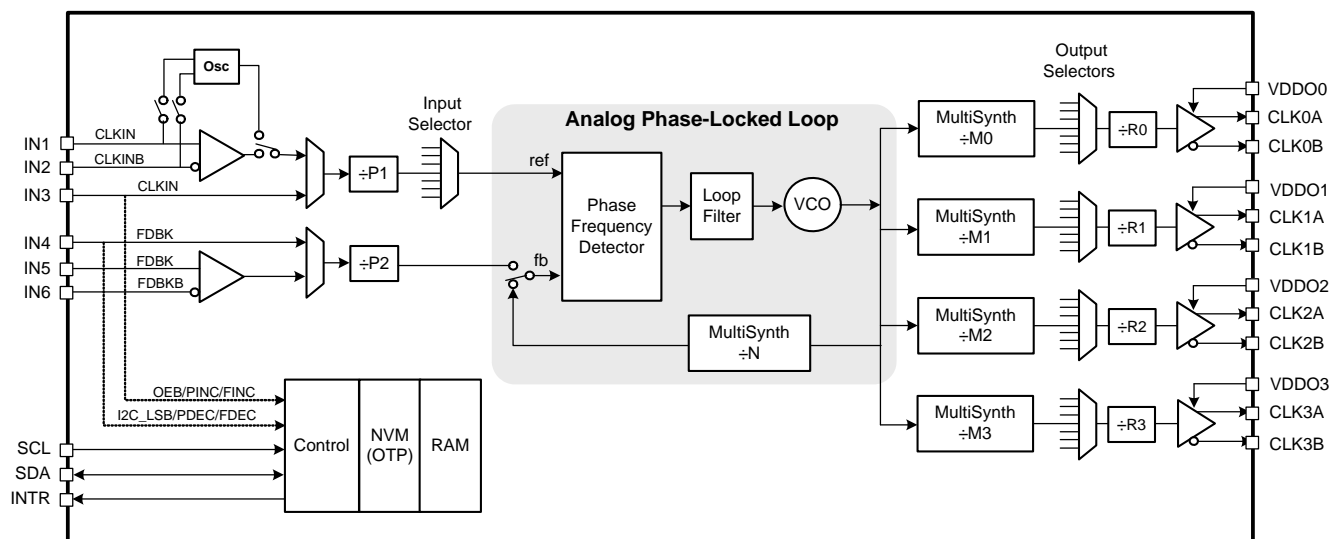 Osc
Input
Selector
Output
Selectors
Analog Phase-Locked Loop
IN1
CLKIN
IN2
CLKINB
IN3
CLKIN
÷P1
ref
IN4
FDBK
IN5
FDBK
IN6
FDBKB
÷P2
fb
Phase
Frequency
Detector
Loop
Filter
VCO
MultiSynth
÷N
MultiSynth
÷M0
÷R0
VDDO0
CLK0A
CLK0B
MultiSynth
÷M1
÷R1
VDDO1
CLK1A
CLK1B
MultiSynth
÷M2
÷R2
VDDO2
CLK2A
CLK2B
MultiSynth
÷M3
÷R3
VDDO3
CLK3A
CLK3B
OEB/PINC/FINC
I2C_LSB/PDEC/FDEC
SCL
SDA
INTR
Control
NVM
(OTP)
RAM